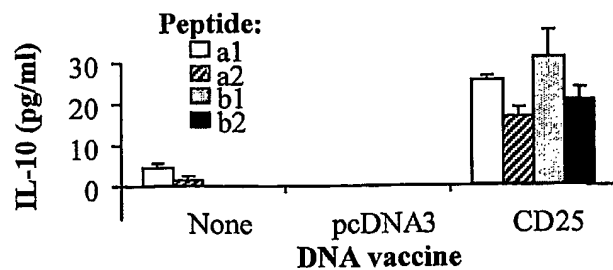 Peptide:
a1
a2
b1
b2
IL-10 (pg/ml)
30
20
10
0
None pcDNA3 CD25
DNA vaccine